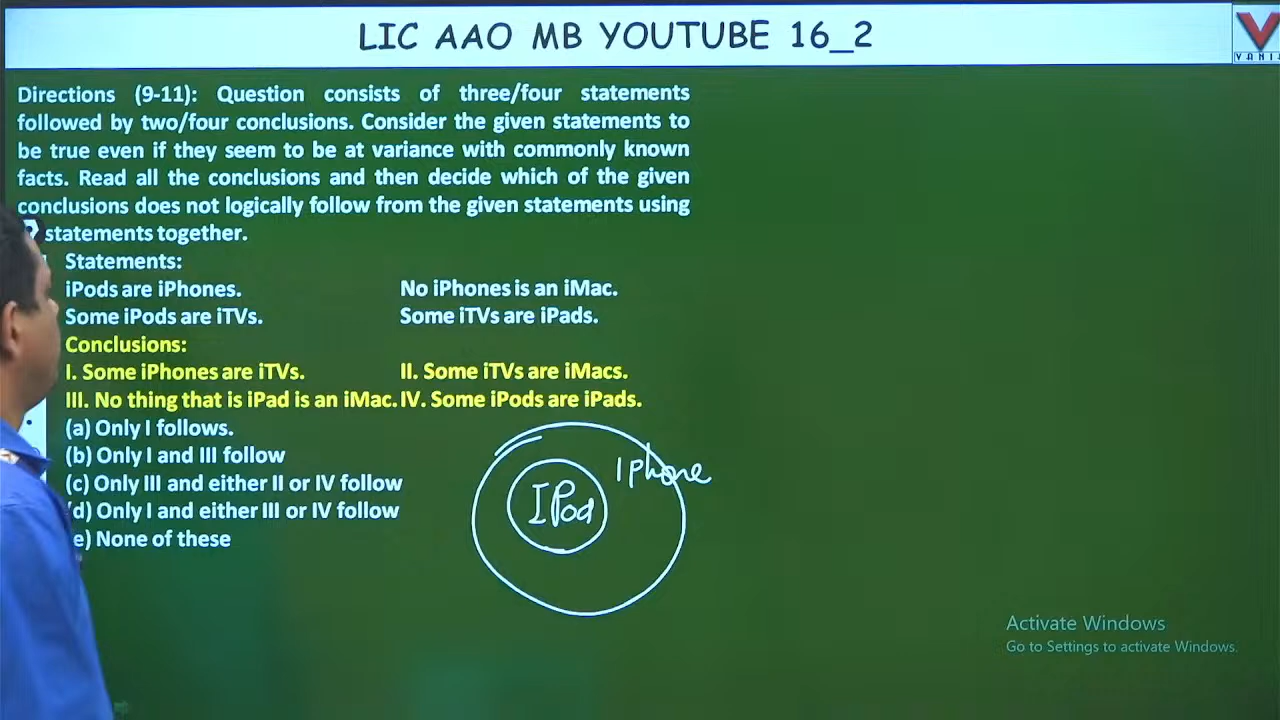 LIC AAO MB YOUTUBE 16_2
Directions (9-11): Question consists of three/four statements
followed by two/four conclusions. Consider the given statements to
be true even if they seem to be at variance with commonly known
facts. Read all the conclusions and then decide which of the given
conclusions does not logically follow from the given statements using
statements together.
Statements:
iPods are iPhones. No iPhones is an iMac.
Some iPods are iTVs. Some iTVs are iPads.
Conclusions:
I. Some iPhones are iTVs. II. Some iTVs are iMacs.
III. No thing that is iPad is an iMac. IV. Some iPods are iPads.
(a) Only I follows.
(b) Only I and III follow
(c) Only III and either II or IV follow
d) Only I and either III or IV follow
e) None of these
IPhone
IPod
Activate Windows
Go to Settings to activate Windows.